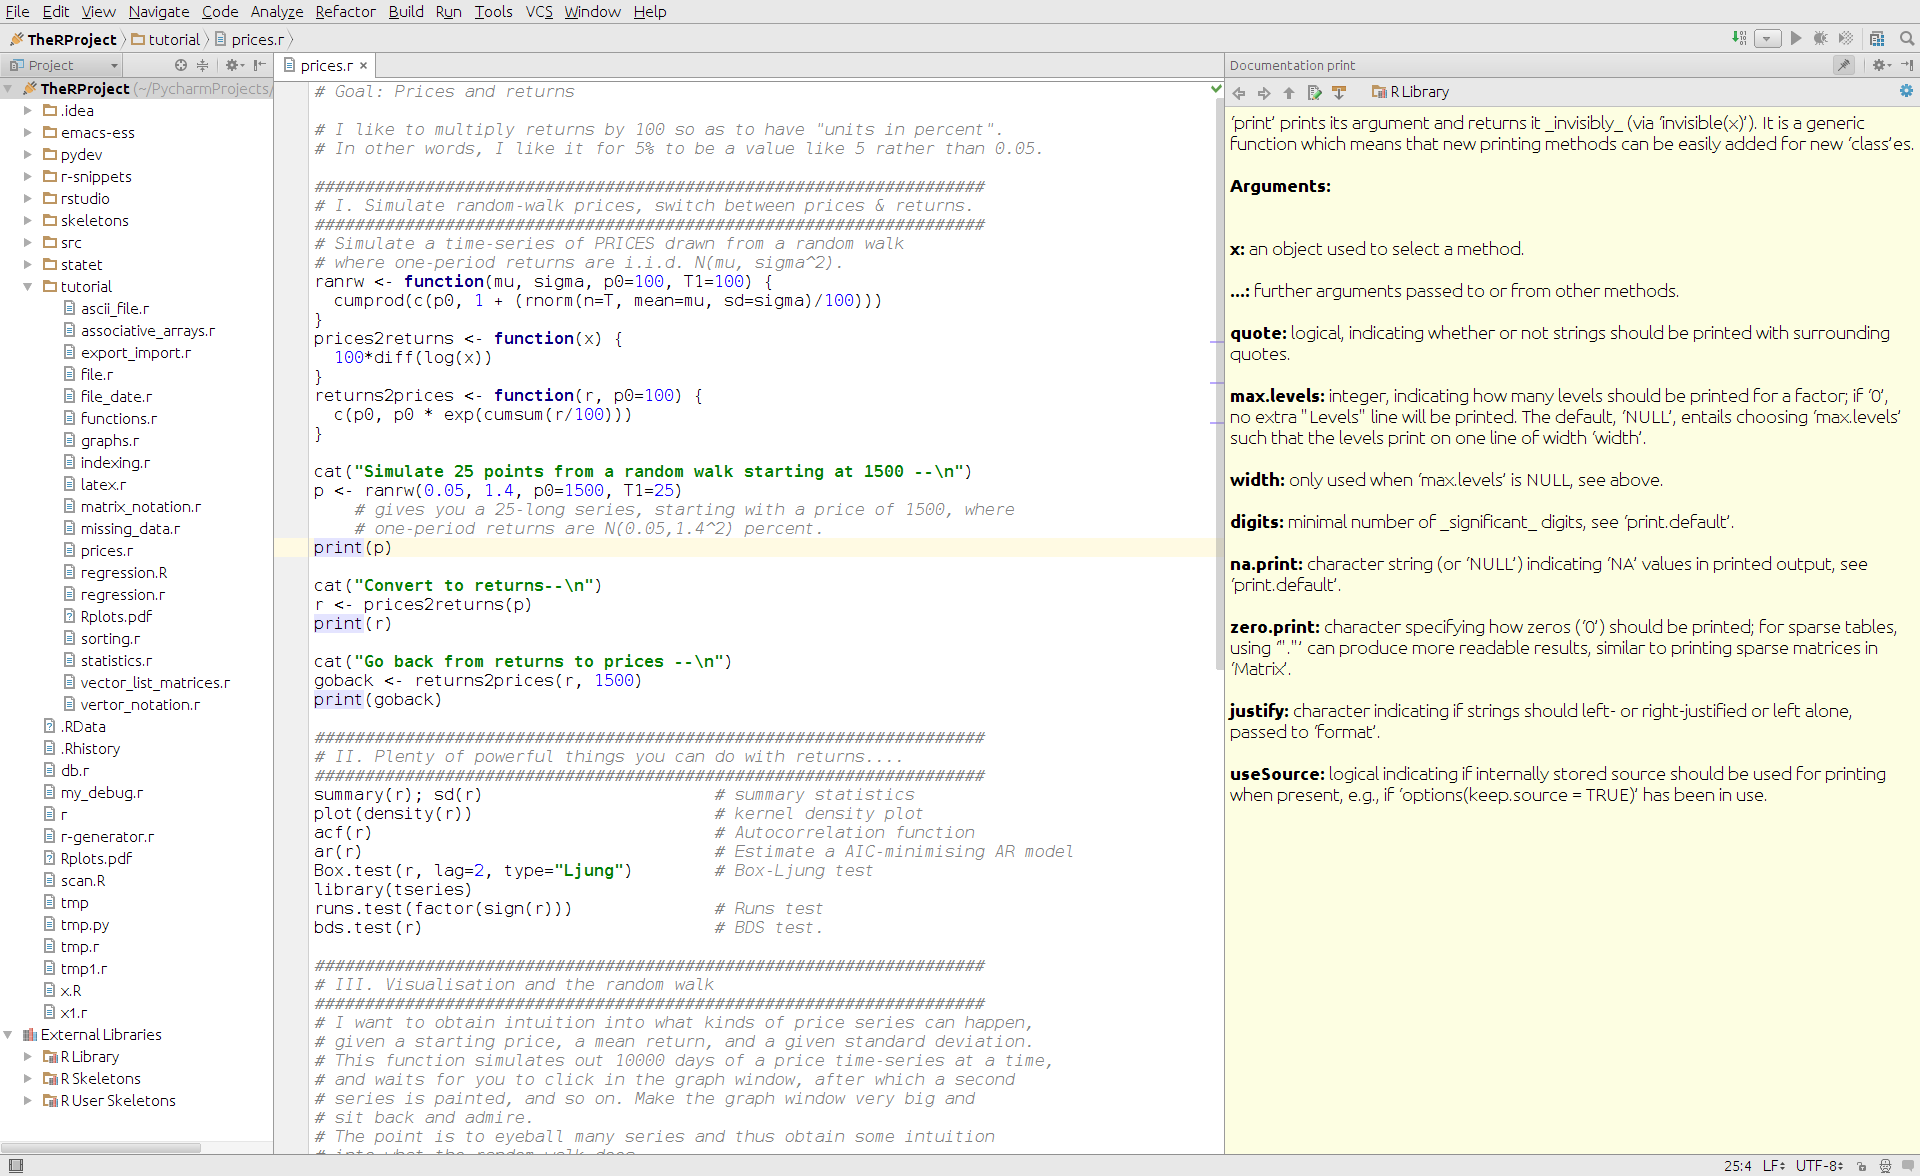 File Edit View Navigate Code Analyze Refactor Build Run Tools VCS Window Help
TheRProject tutorial prices.r
Project
prices.r
Documentation print
TheRProject (~/PycharmProjects/
.idea
emacs-ess
pydev
r-snippets
rstudio
skeletons
src
statet
tutorial
ascii_file.r
associative_arrays.r
export_import.r
file.r
file_date.r
functions.r
graphs.r
indexing.r
latex.r
matrix_notation.r
missing_data.r
prices.r
regression.R
regression.r
Rplots.pdf
sorting.r
statistics.r
vector_list_matrices.r
vertor_notation.r
.RData
.Rhistory
db.r
my_debug.r
r
r-generator.r
Rplots.pdf
scan.R
tmp
tmp.py
tmp.r
tmp1.r
x.R
x1.r
External Libraries
R Library
R Skeletons
R User Skeletons
# Goal: Prices and returns
# I like to multiply returns by 100 so as to have "units in percent".
# In other words, I like it for 5% to be a value like 5 rather than 0.05.
###################################################################
# I. Simulate random-walk prices, switch between prices & returns.
###################################################################
# Simulate a time-series of PRICES drawn from a random walk
# where one-period returns are i.i.d. N(mu, sigma^2).
ranrw <- function(mu, sigma, p0=100, T1=100) {
cumprod(c(p0, 1 + (rnorm(n=T, mean=mu, sd=sigma)/100)))
}
prices2returns <- function(x) {
100*diff(log(x))
}
returns2prices <- function(r, p0=100) {
c(p0, p0 * exp(cumsum(r/100)))
}
cat("Simulate 25 points from a random walk starting at 1500 --\n")
p <- ranrw(0.05, 1.4, p0=1500, T1=25)
# gives you a 25-long series, starting with a price of 1500, where
# one-period returns are N(0.05,1.4^2) percent.
print(p)
cat("Convert to returns--\n")
r <- prices2returns(p)
print(r)
cat("Go back from returns to prices --\n")
goback <- returns2prices(r, 1500)
print(goback)
###################################################################
# II. Plenty of powerful things you can do with returns....
###################################################################
summary(r); sd(r) # summary statistics
plot(density(r)) # kernel density plot
acf(r) # Autocorrelation function
ar(r) # Estimate a AIC-minimising AR model
Box.test(r, lag=2, type="Ljung") # Box-Ljung test
library(tseries)
runs.test(factor(sign(r))) # Runs test
bds.test(r) # BDS test.
###################################################################
# III. Visualisation and the random walk
###################################################################
# I want to obtain intuition into what kinds of price series can happen,
# given a starting price, a mean return, and a given standard deviation.
# This function simulates out 10000 days of a price time-series at a time,
# and waits for you to click in the graph window, after which a second
# series is painted, and so on. Make the graph window very big and
# sit back and admire.
# The point is to eyeball many series and thus obtain some intuition
# into what the random walk does.
R Library
‘print’ prints its argument and returns it _invisibly_ (via ‘invisible(x)’). It is a generic
function which means that new printing methods can be easily added for new ‘class’es.
Arguments:
x: an object used to select a method.
...: further arguments passed to or from other methods.
quote: logical, indicating whether or not strings should be printed with surrounding
quotes.
max.levels: integer, indicating how many levels should be printed for a factor; if ‘0’,
no extra "Levels" line will be printed. The default, ‘NULL’, entails choosing ‘max.levels’
such that the levels print on one line of width ‘width’.
width: only used when ‘max.levels’ is NULL, see above.
digits: minimal number of _significant_ digits, see ‘print.default’.
na.print: character string (or ‘NULL’) indicating ‘NA’ values in printed output, see
‘print.default’.
zero.print: character specifying how zeros (‘0’) should be printed; for sparse tables,
using ‘"."’ can produce more readable results, similar to printing sparse matrices in
‘Matrix’.
justify: character indicating if strings should left- or right-justified or left alone,
passed to ‘format’.
useSource: logical indicating if internally stored source should be used for printing
when present, e.g., if ‘options(keep.source = TRUE)’ has been in use.
25:4 LF UTF-8